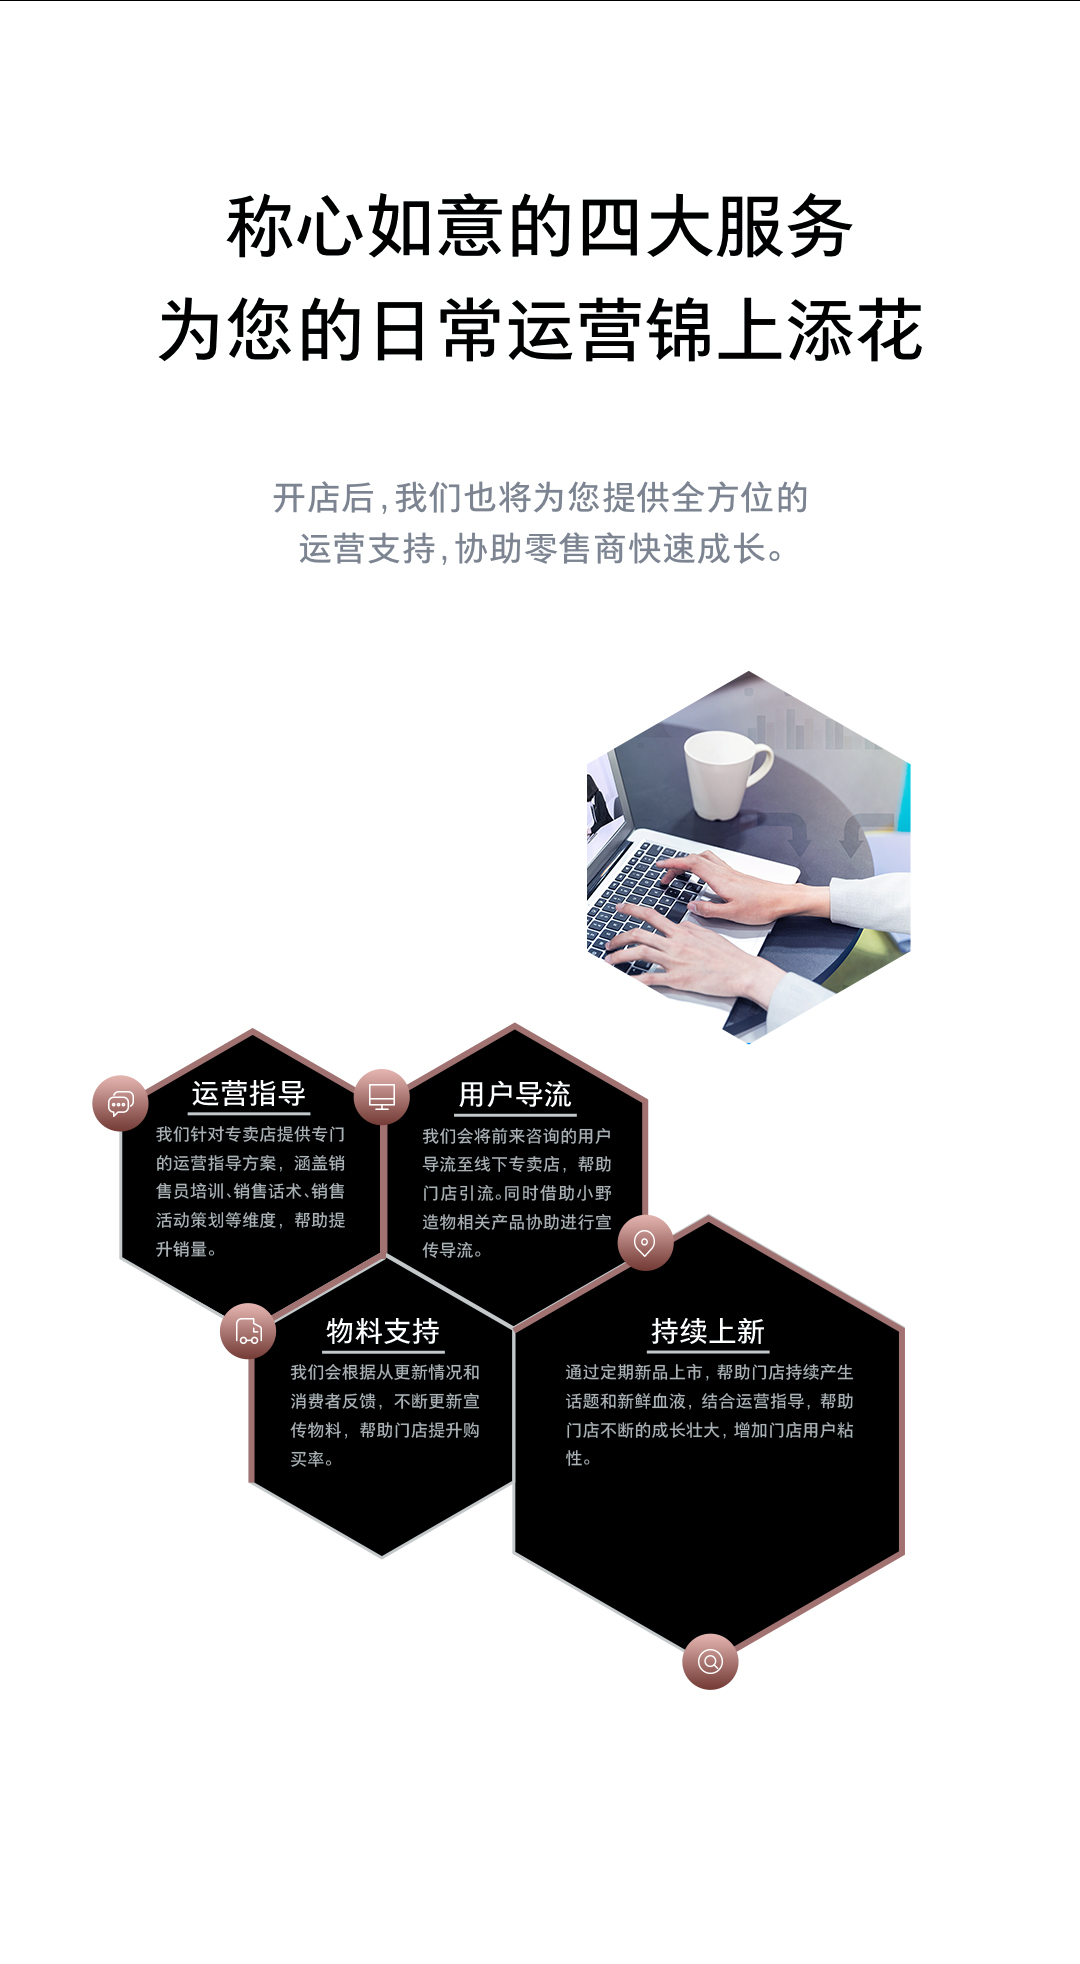 称心如意的四大服务
为您的日常运营锦上添花
开店后,我们也将为您提供全方位的
运营支持,协助零售商快速成长。
运营指导
我们针对专卖店提供专门
的运营指导方案，涵盖销
售员培训、销售话术、销售
活动策划等维度，帮助提
升销量。
用户导流
我们会将前来咨询的用户
导流至线下专卖店，帮助
门店引流。同时借助小野
造物相关产品协助进行宣
传导流。
物料支持
我们会根据从更新情况和
消费者反馈，不断更新宣
传物料，帮助门店提升购
买率。
持续上新
通过定期新品上市，帮助门店持续产生
话题和新鲜血液，结合运营指导，帮助
门店不断的成长壮大，增加门店用户粘
性。